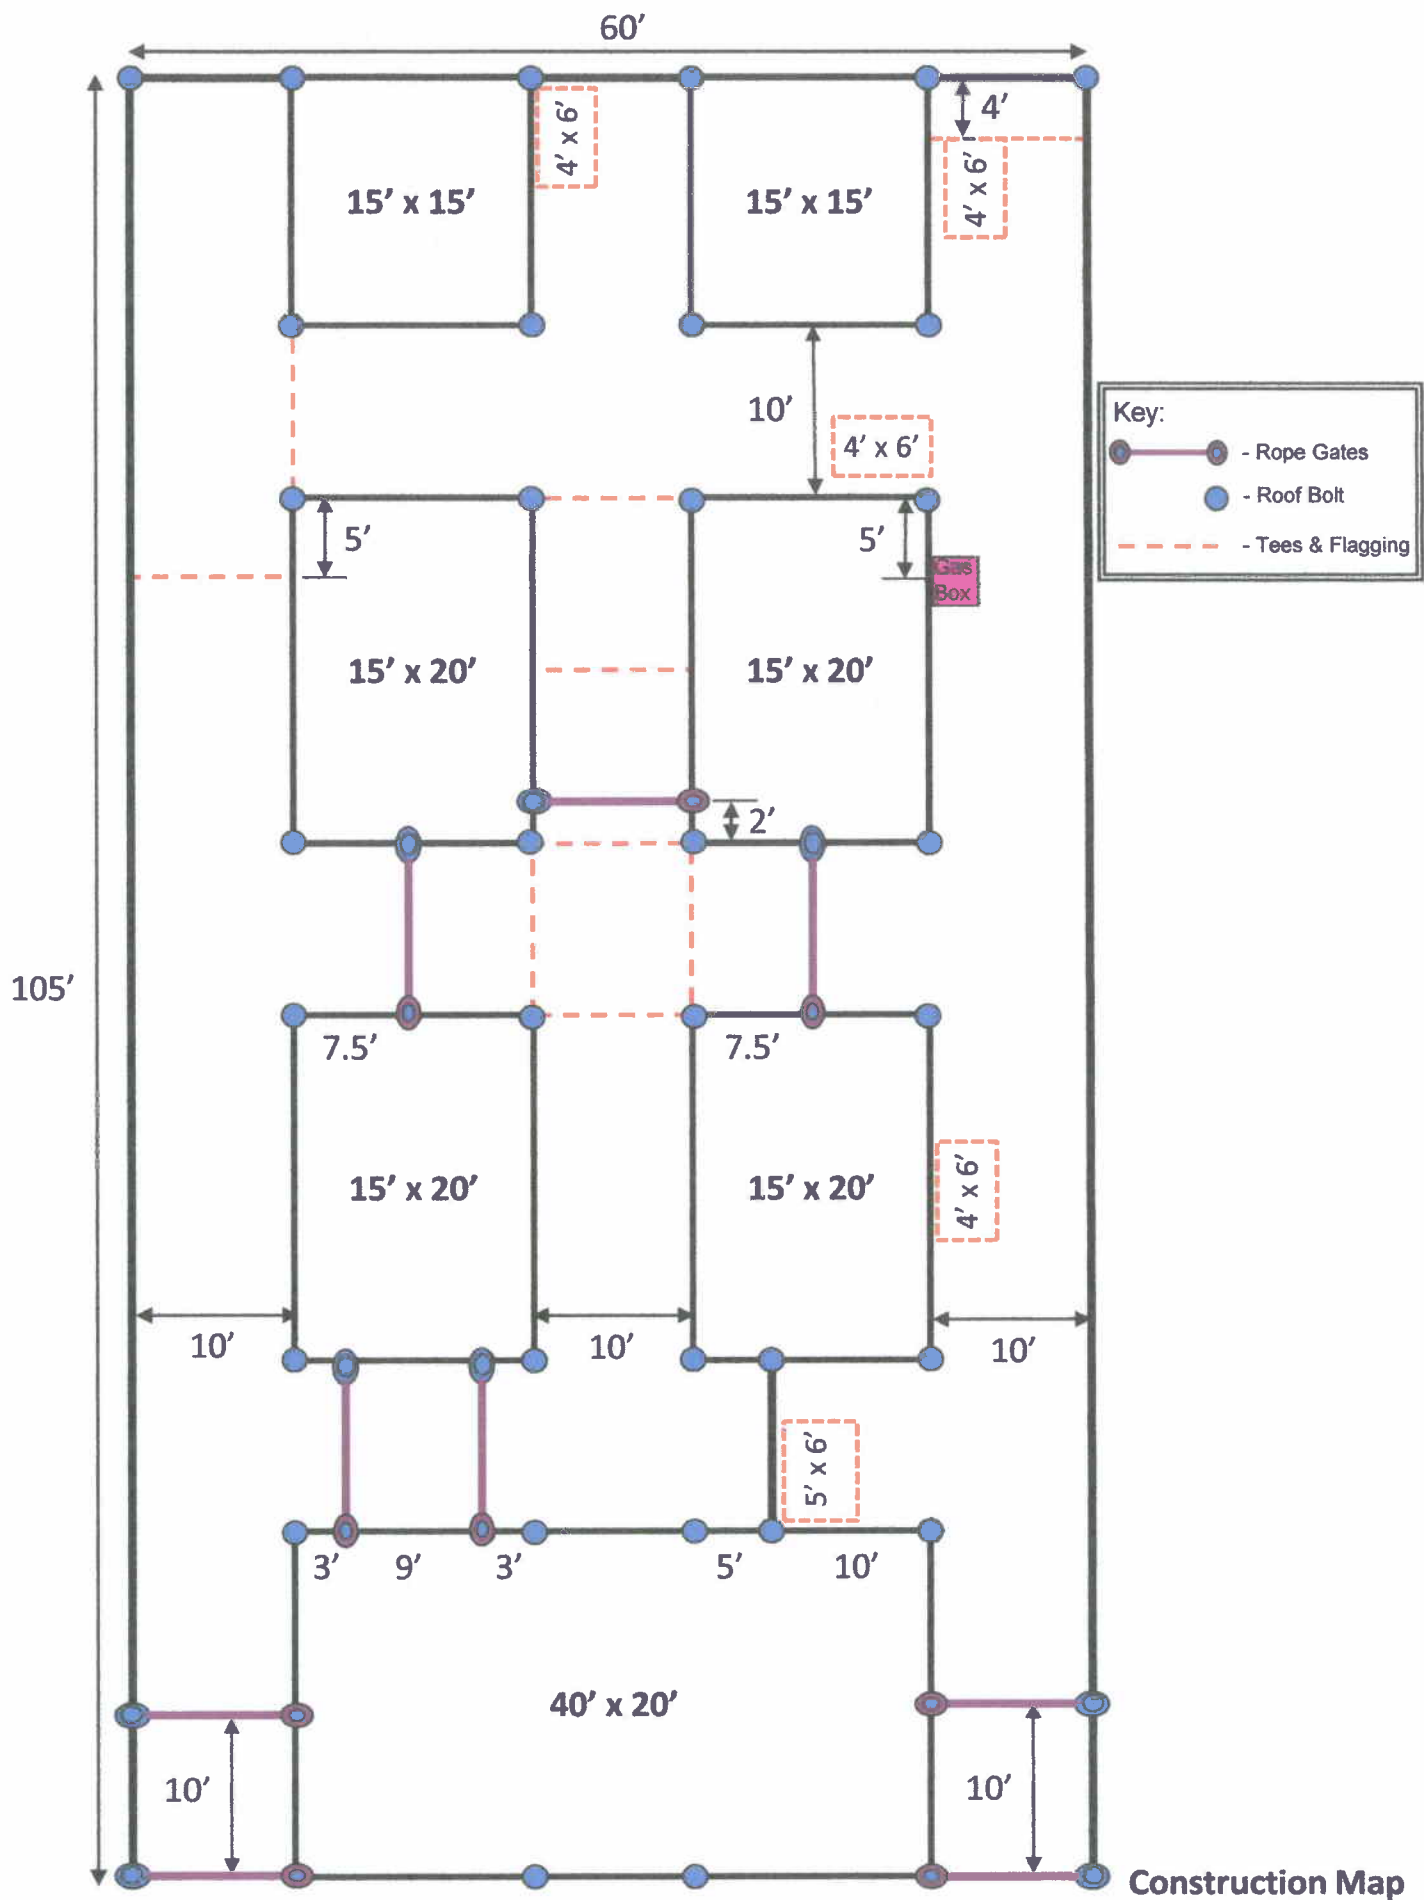 60’
4’
4’ x 6’
4’ x 6’
15’ x 15’
15’ x 15’
10’
4’ x 6’
Key:
- Rope Gates
- Roof Bolt
- Tees & Flagging
5’
5’
Gas
Box
15’ x 20’
15’ x 20’
2’
105’
7.5’
7.5’
15’ x 20’
15’ x 20’
4’ x 6’
10’
10’
10’
5’ x 6’
3’
9’
3’
5’
10’
40’ x 20’
10’
10’
Construction Map